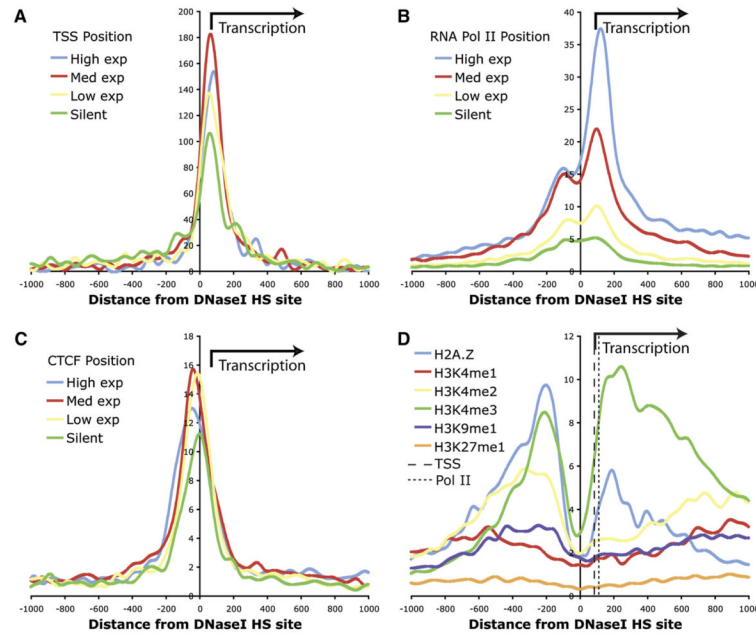 A
TSS Position
High exp
Med exp
Low exp
Silent
Transcription
200
180
160
140
120
100
80
60
40
20
0
-1000 -800 -600 -400 -200 0 200 400 600 800 1000
Distance from DNaseI HS site
B
RNA Pol II Position
High exp
Med exp
Low exp
Silent
Transcription
40
35
30
25
20
15
10
5
0
-1000 -800 -600 -400 -200 0 200 400 600 800 1000
Distance from DNaseI HS site
C
CTCF Position
High exp
Med exp
Low exp
Silent
Transcription
18
16
14
12
10
8
6
4
2
0
-1000 -800 -600 -400 -200 0 200 400 600 800 1000
Distance from DNaseI HS site
D
H2A.Z
H3K4me1
H3K4me2
H3K4me3
H3K9me1
H3K27me1
TSS
Pol II
Transcription
12
10
8
6
4
2
0
-1000 -800 -600 -400 -200 0 200 400 600 800 1000
Distance from DNaseI HS site